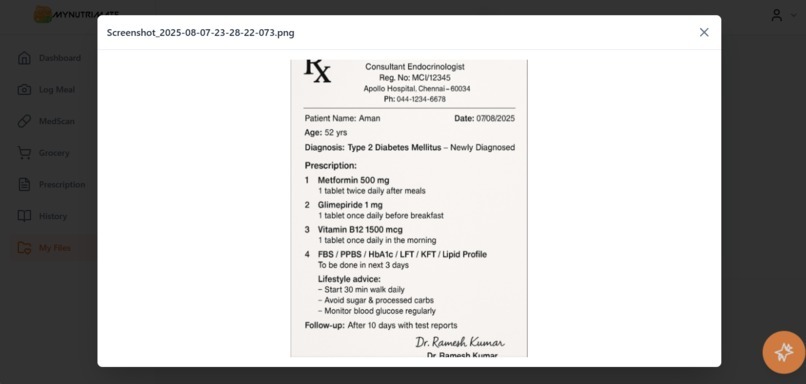 MYNUTRIMATE
Screenshot_2025-08-07-23-28-22-073.png
Dashboard
Log Meal
MedScan
Grocery
Prescription
History
My Files
Rx
Consultant Endocrinologist
Reg. No: MCI/12345
Apollo Hospital, Chennai – 60034
Ph: 044-1234-6678
Patient Name: Aman Date: 07/08/2025
Age: 52 yrs
Diagnosis: Type 2 Diabetes Mellitus – Newly Diagnosed
Prescription:
1 Metformin 500 mg
1 tablet twice daily after meals
2 Glimepiride 1 mg
1 tablet once daily before breakfast
3 Vitamin B12 1500 mcg
1 tablet once daily in the morning
4 FBS / PPBS / HbA1c / LFT / KFT / Lipid Profile
To be done in next 3 days
Lifestyle advice:
– Start 30 min walk daily
– Avoid sugar & processed carbs
– Monitor blood glucose regularly
Follow-up: After 10 days with test reports
Dr. Ramesh Kumar
Dr. Ramesh Kumar